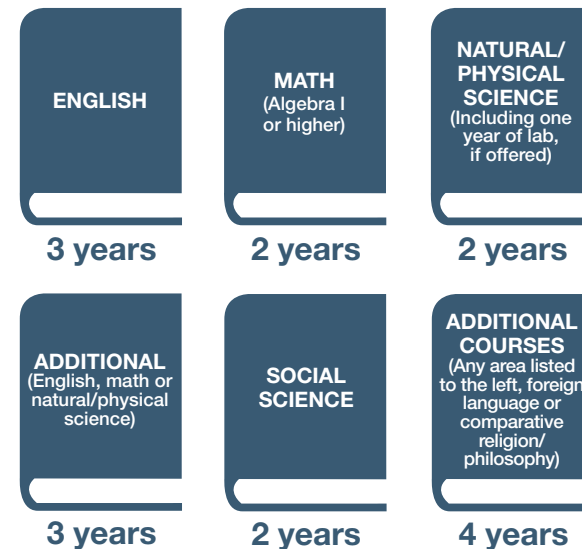 ENGLISH
3 years
MATH
(Algebra I
or higher)
2 years
NATURAL/
PHYSICAL
SCIENCE
(Including one
year of lab,
if offered)
2 years
ADDITIONAL
(English, math or
natural/physical
science)
3 years
SOCIAL
SCIENCE
2 years
ADDITIONAL
COURSES
(Any area listed
to the left, foreign
language or
comparative
religion/
philosophy)
4 years